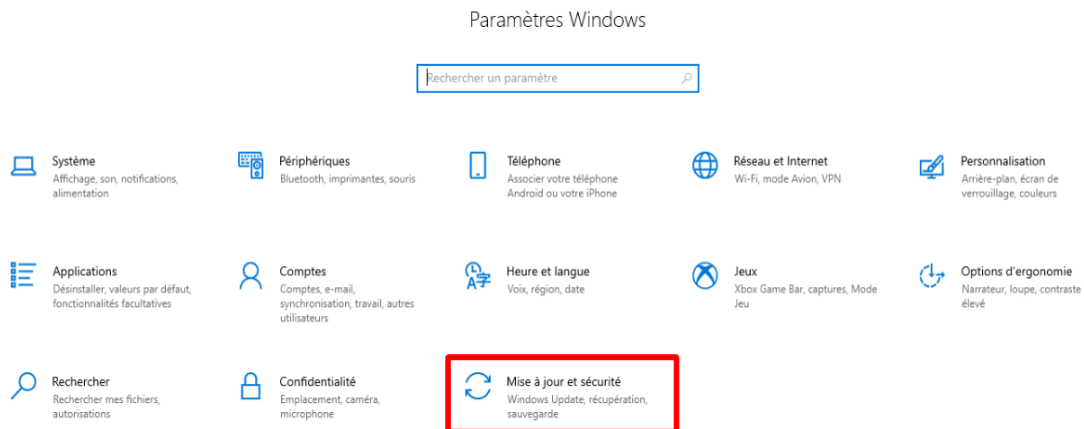 Paramètres Windows
Rechercher un paramètre
Système
Affichage, son, notifications,
alimentation
Périphériques
Bluetooth, imprimantes, souris
Téléphone
Associer votre téléphone
Android ou votre iPhone
Réseau et Internet
Wi-Fi, mode Avion, VPN
Personnalisation
Arrière-plan, écran de
verrouillage, couleurs
Applications
Désinstaller, valeurs par défaut,
fonctionnalités facultatives
Comptes
Comptes, e-mail,
synchronisation, travail, autres
utilisateurs
Heure et langue
Voix, région, date
Jeux
Xbox Game Bar, captures, Mode
Jeu
Options d'ergonomie
Narrateur, loupe, contraste
élevé
Rechercher
Rechercher mes fichiers,
autorisations
Confidentialité
Emplacement, caméra,
microphone
Mise à jour et sécurité
Windows Update, récupération,
sauvegarde